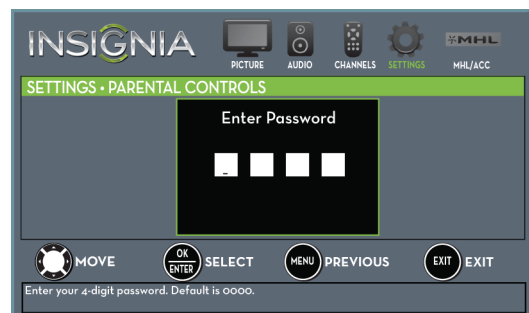 INSIGNIA
PICTURE AUDIO CHANNELS SETTINGS MHL MHL/ACC
SETTINGS • PARENTAL CONTROLS
Enter Password
_
MOVE OK ENTER SELECT MENU PREVIOUS EXIT EXIT
Enter your 4-digit password. Default is 0000.